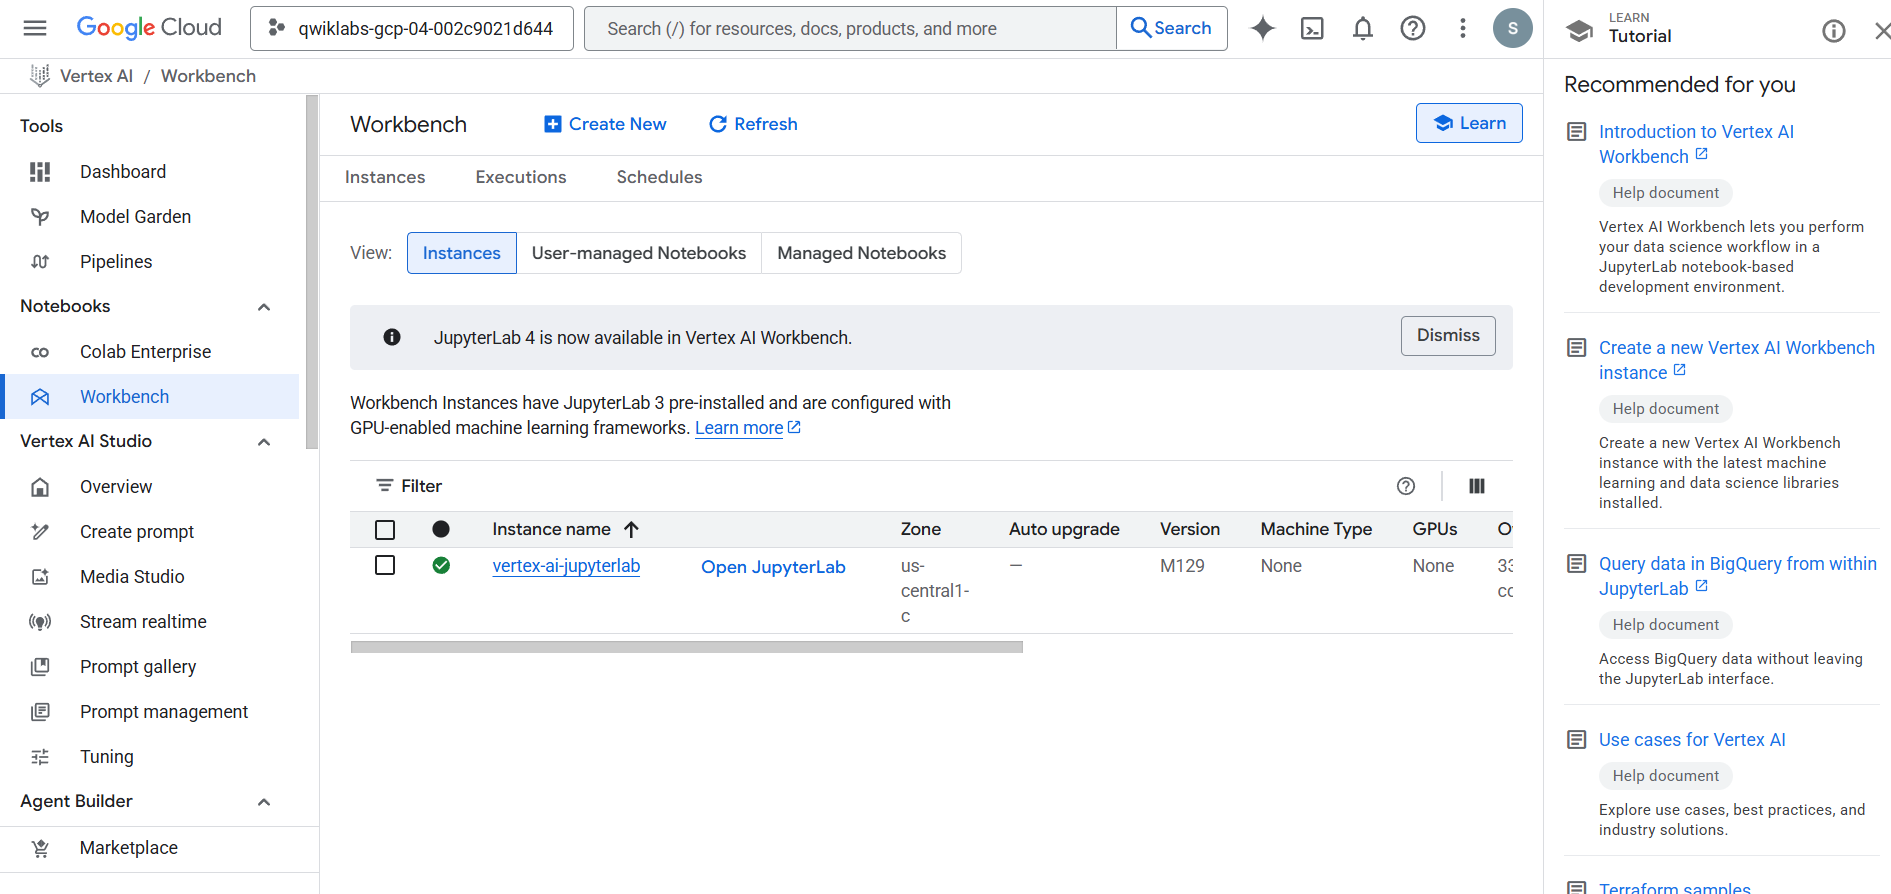 Google Cloud
qwiklabs-gcp-04-002c9021d644
Search (/) for resources, docs, products, and more
Search
S
LEARN
Tutorial
Vertex AI / Workbench
Tools
Dashboard
Model Garden
Pipelines
Notebooks
Colab Enterprise
Workbench
Vertex AI Studio
Overview
Create prompt
Media Studio
Stream realtime
Prompt gallery
Prompt management
Tuning
Agent Builder
Marketplace
Workbench
Create New
Refresh
Learn
Instances
Executions
Schedules
View:
Instances
User-managed Notebooks
Managed Notebooks
JupyterLab 4 is now available in Vertex AI Workbench.
Dismiss
Workbench Instances have JupyterLab 3 pre-installed and are configured with
GPU-enabled machine learning frameworks. Learn more
Filter
Instance name Zone Auto upgrade Version Machine Type GPUs
vertex-ai-jupyterlab Open JupyterLab us- — M129 None None 33
central1-
c
Recommended for you
Introduction to Vertex AI
Workbench
Help document
Vertex AI Workbench lets you perform
your data science workflow in a
JupyterLab notebook-based
development environment.
Create a new Vertex AI Workbench
instance
Help document
Create a new Vertex AI Workbench
instance with the latest machine
learning and data science libraries
installed.
Query data in BigQuery from within
JupyterLab
Help document
Access BigQuery data without leaving
the JupyterLab interface.
Use cases for Vertex AI
Help document
Explore use cases, best practices, and
industry solutions.
Terraform samples